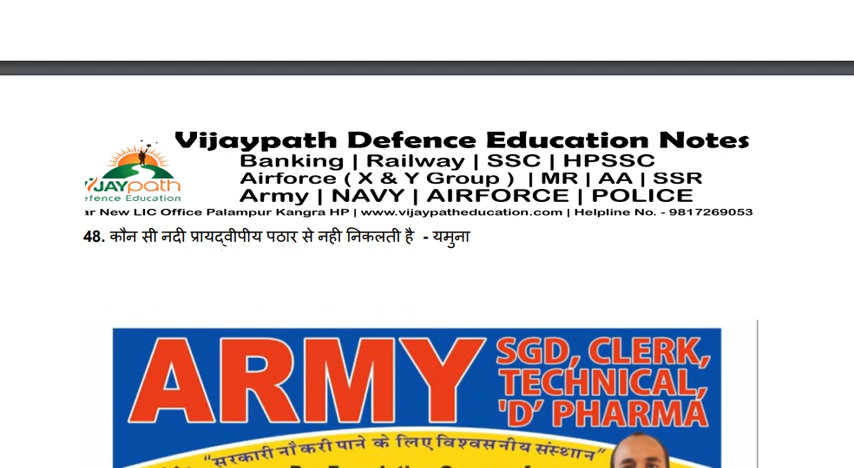 Vijaypath Defence Education Notes
Banking | Railway | SSC | HPSSC
Airforce ( X & Y Group ) | MR | AA | SSR
Army | NAVY | AIRFORCE | POLICE
VIJAYpath
efence Education
ar New LIC Office Palampur Kangra HP | www.vijaypatheducation.com | Helpline No. - 9817269053
48. कौन सी नदी प्रायद्वीपीय पठार से नही निकलती है - यमुना
ARMY
SGD, CLERK,
TECHNICAL,
'D' PHARMA
"सरकारी नौकरी पाने के लिए विश्वसनीय संस्थान"